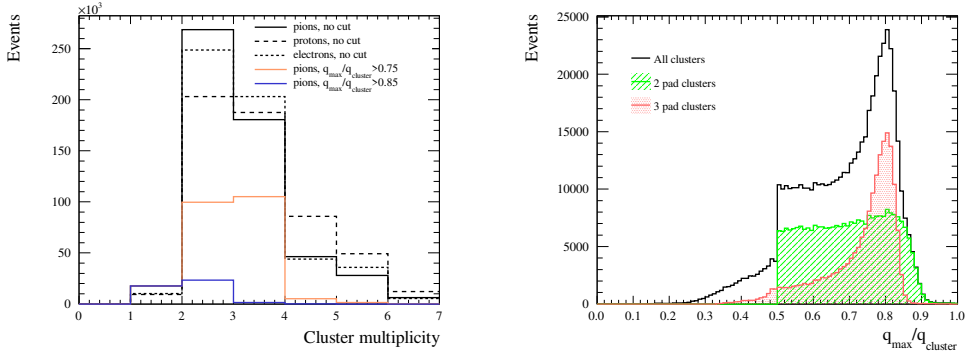 ×10³
Events
250
200
150
100
50
0
0 1 2 3 4 5 6 7
Cluster multiplicity
pions, no cut
protons, no cut
electrons, no cut
pions, q_max/q_cluster>0.75
pions, q_max/q_cluster>0.85
Events
25000
20000
15000
10000
5000
0
0.0 0.1 0.2 0.3 0.4 0.5 0.6 0.7 0.8 0.9 1.0
q_max/q_cluster
All clusters
2 pad clusters
3 pad clusters